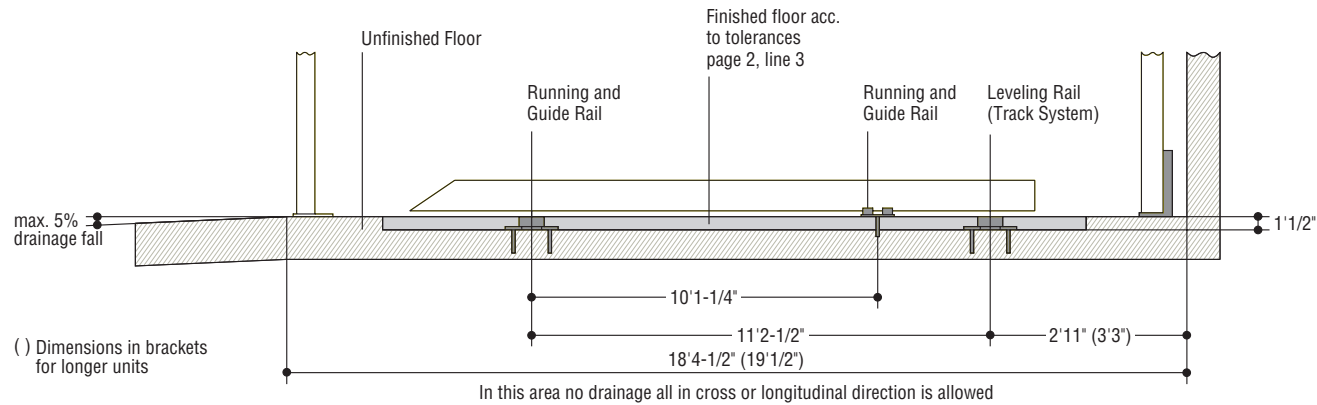 Finished floor acc.
to tolerances
page 2, line 3
Unfinished Floor
Running and
Guide Rail
Running and
Guide Rail
Leveling Rail
(Track System)
max. 5%
drainage fall
1'1/2"
10'1-1/4"
11'2-1/2"
2'11" (3'3")
( ) Dimensions in brackets
for longer units
18'4-1/2" (19'1/2")
In this area no drainage all in cross or longitudinal direction is allowed